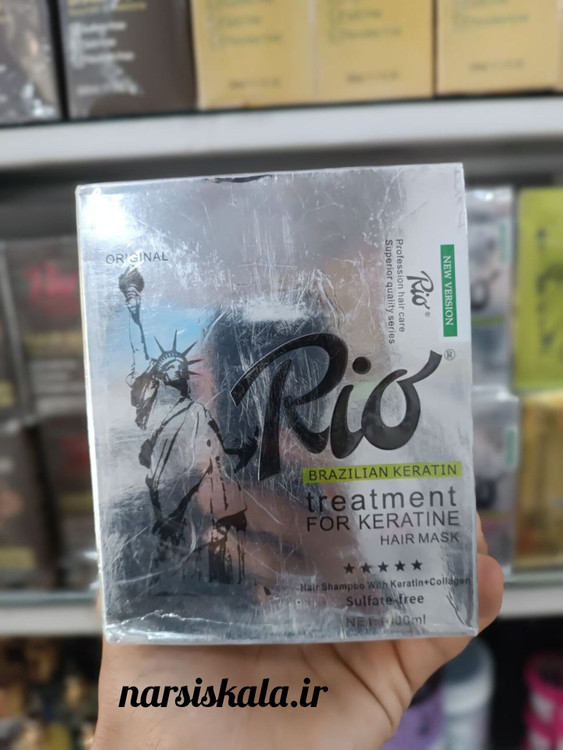 ORIGINAL
NEW VERSION
Rio®
Profession hair care
Superior quality series
Rio®
BRAZILIAN KERATIN
treatment
FOR KERATINE
HAIR MASK
Hair Shampoo With Keratin+Collagen
Sulfate-free
narsiskala.ir